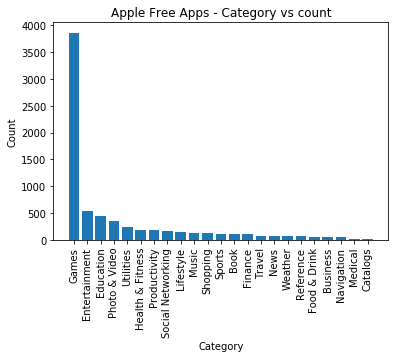 Apple Free Apps - Category vs count
Count
4000
3500
3000
2500
2000
1500
1000
500
0
Games
Entertainment
Education
Photo & Video
Utilities
Health & Fitness
Productivity
Social Networking
Lifestyle
Music
Shopping
Sports
Book
Finance
Travel
News
Weather
Reference
Food & Drink
Business
Navigation
Medical
Catalogs
Category